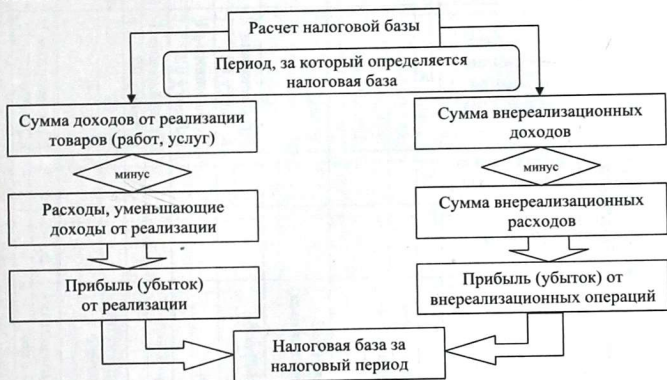 Расчет налоговой базы
Период, за который определяется
налоговая база
Сумма доходов от реализации
товаров (работ, услуг)
минус
Расходы, уменьшающие
доходы от реализации
Прибыль (убыток)
от реализации
Сумма внереализационных
доходов
минус
Сумма внереализационных
расходов
Прибыль (убыток) от
внереализационных операций
Налоговая база за
налоговый период